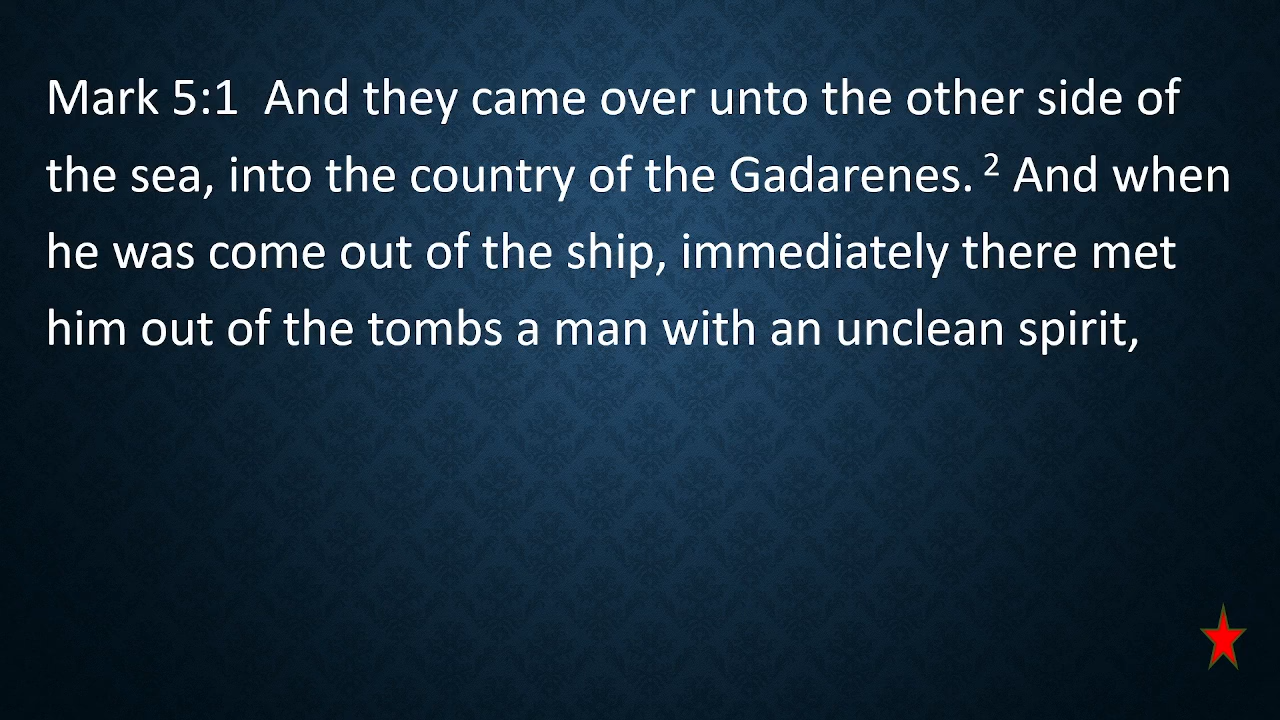 Mark 5:1  And they came over unto the other side of
the sea, into the country of the Gadarenes. ² And when
he was come out of the ship, immediately there met
him out of the tombs a man with an unclean spirit,